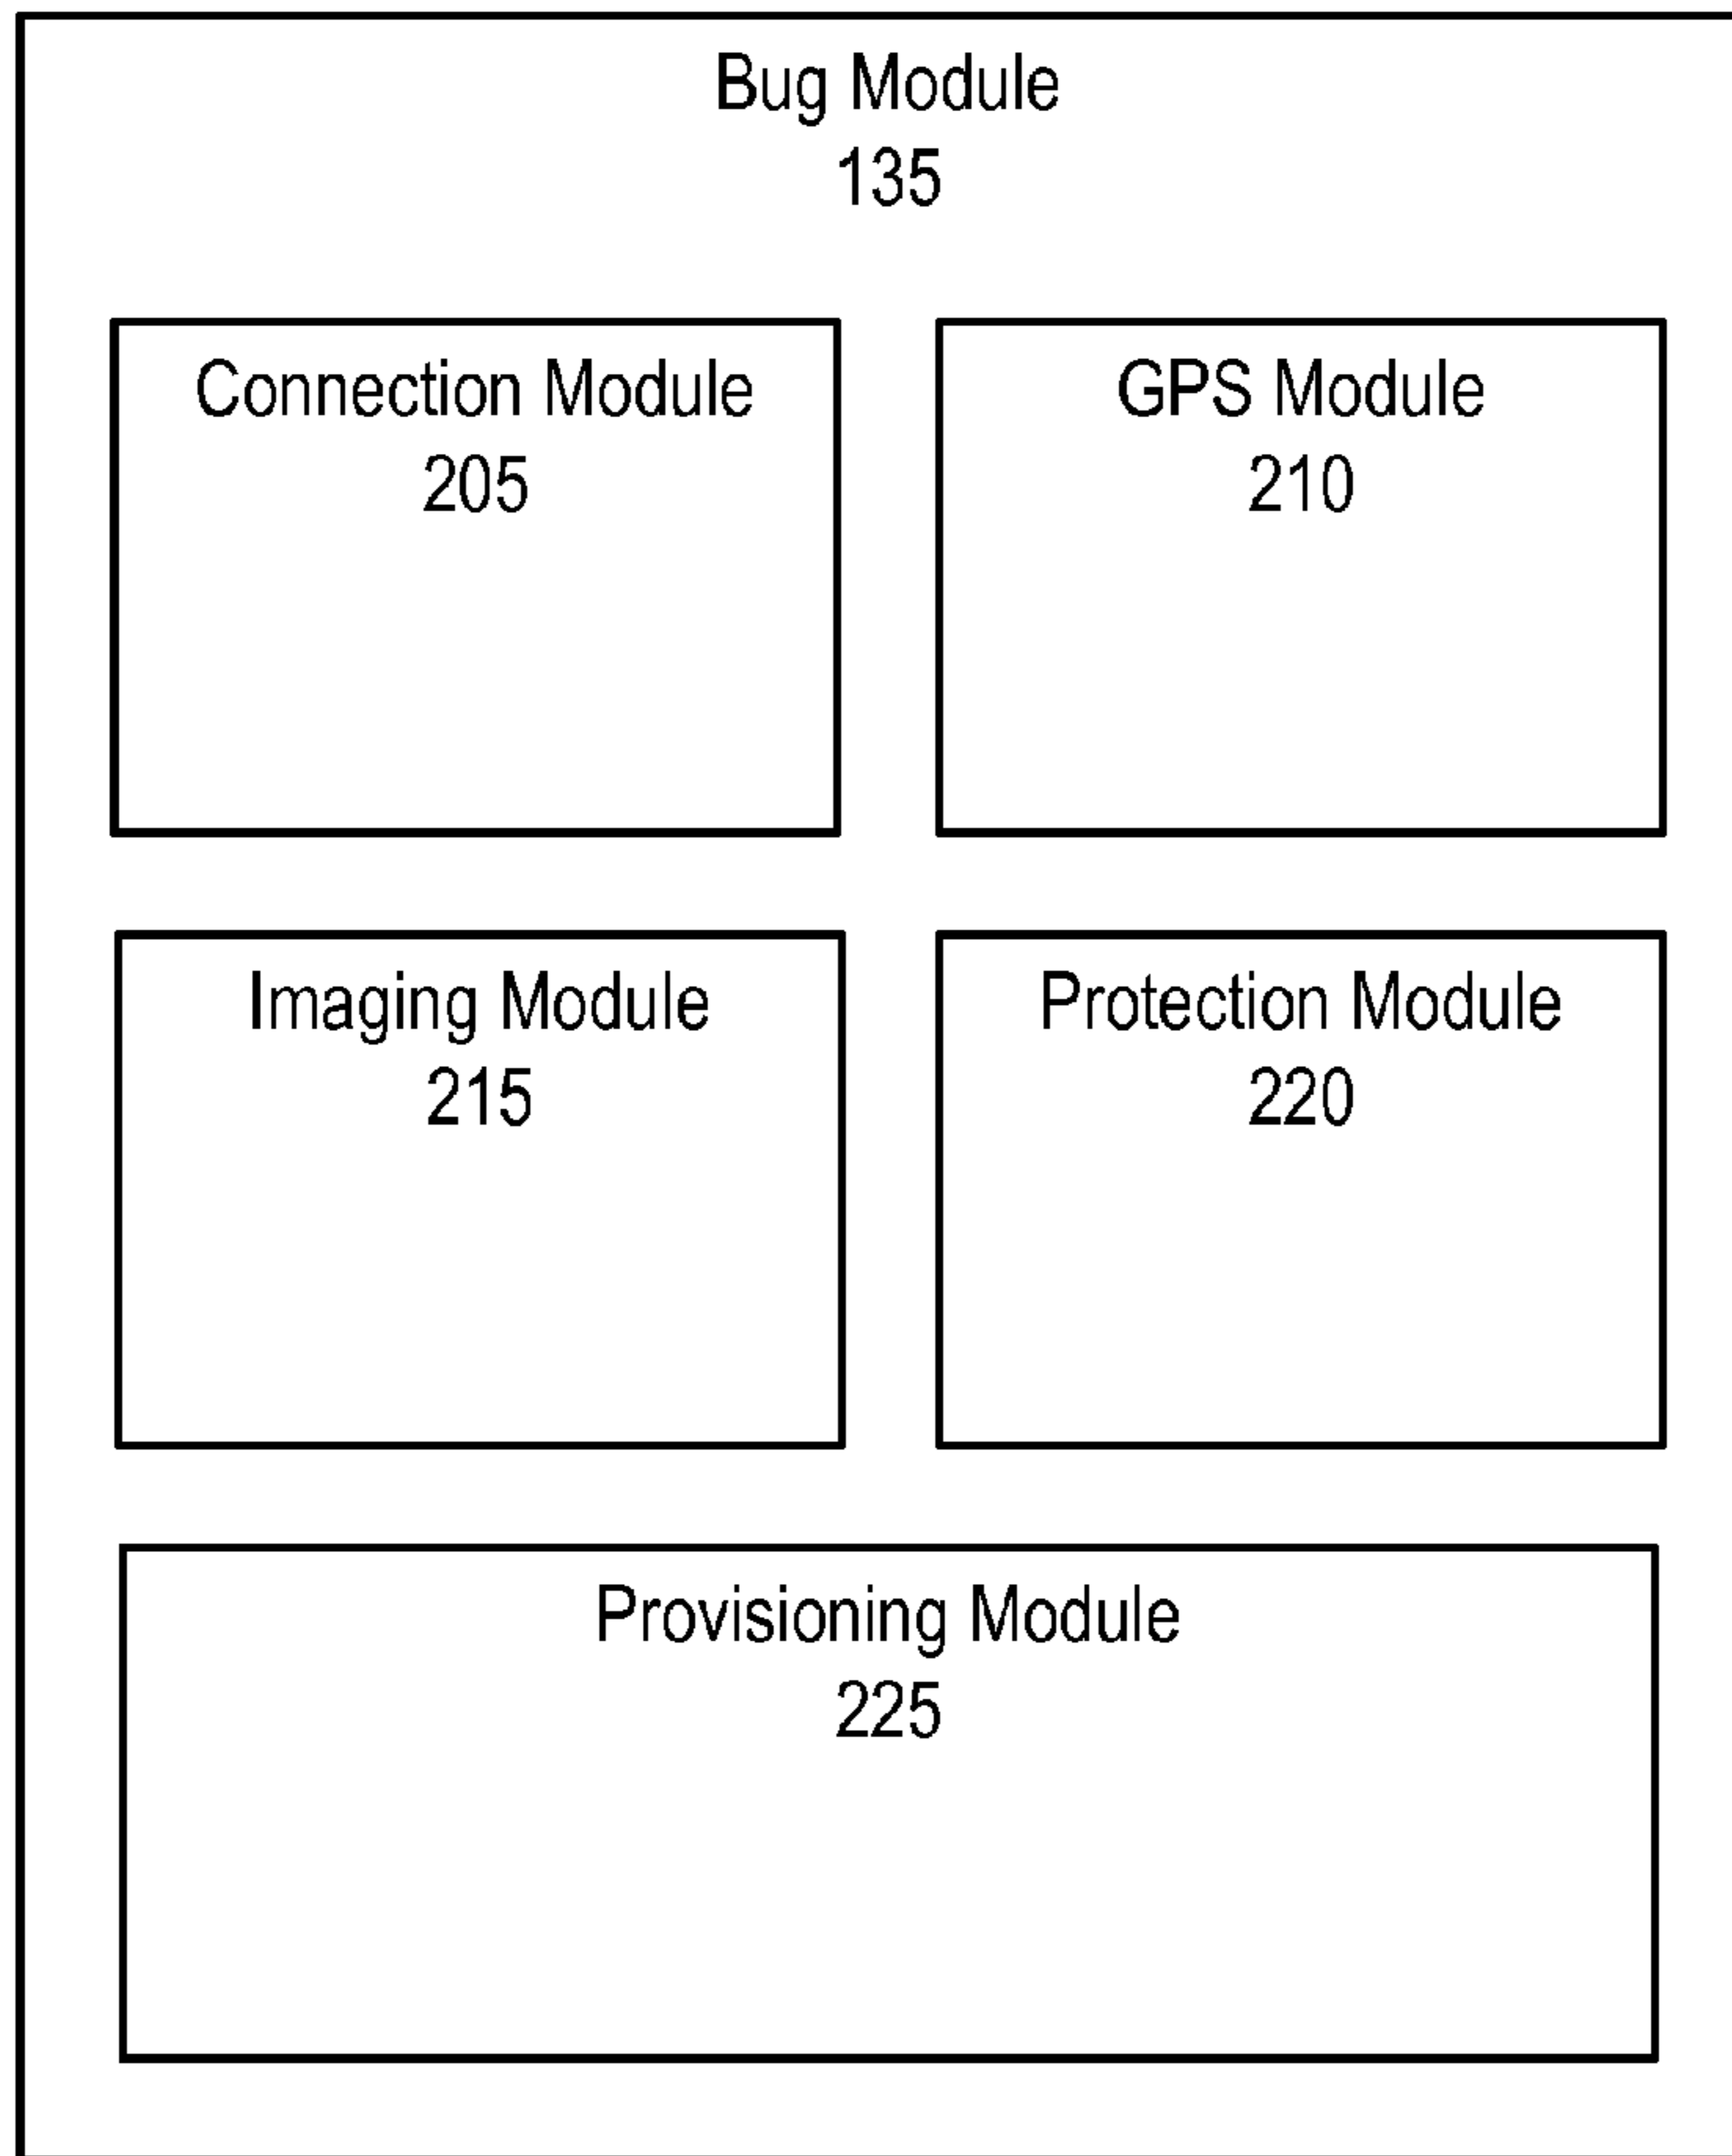 Bug Module
135
Connection Module
205
GPS Module
210
Imaging Module
215
Protection Module
220
Provisioning Module
225